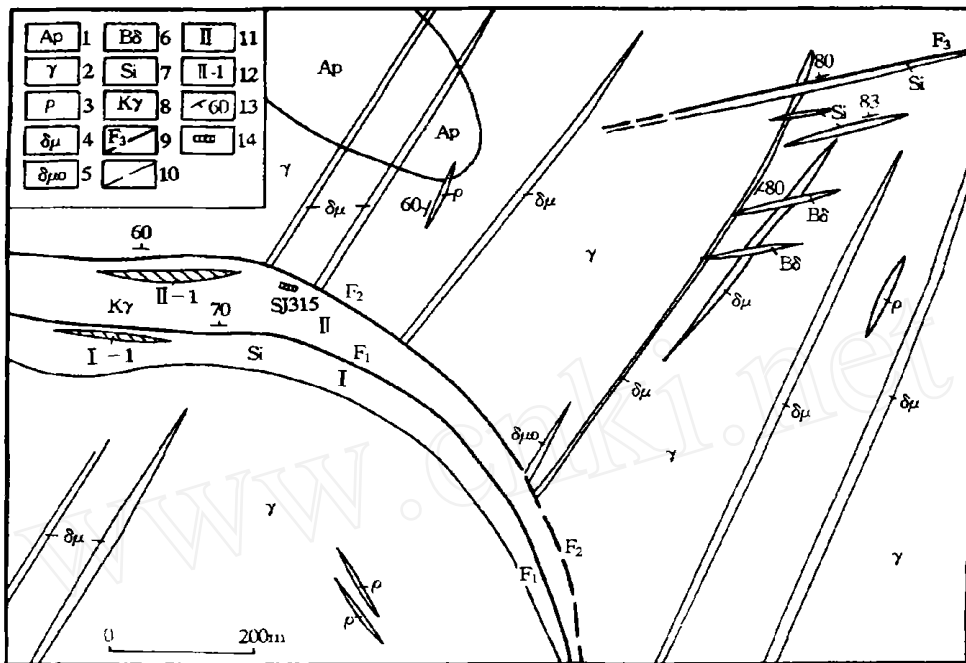 Ap 1 Bδ 6 II 11
γ 2 Si 7 II-1 12
ρ 3 Kγ 8 60 13
δμ 4 F3 9 14
δμο 5 10
Ap
Ap
γ
δμ
60
ρ
δμ
80
F3
Si
Si
83
80
Bδ
Bδ
γ
δμ
ρ
60
II-1
Kγ
SJ315
F2
II
70
F1
I-1
Si
I
δμ
δμο
δμ
δμ
γ
γ
γ
δμ
F1
F2
ρ
ρ
0 200m
www.cnki.net